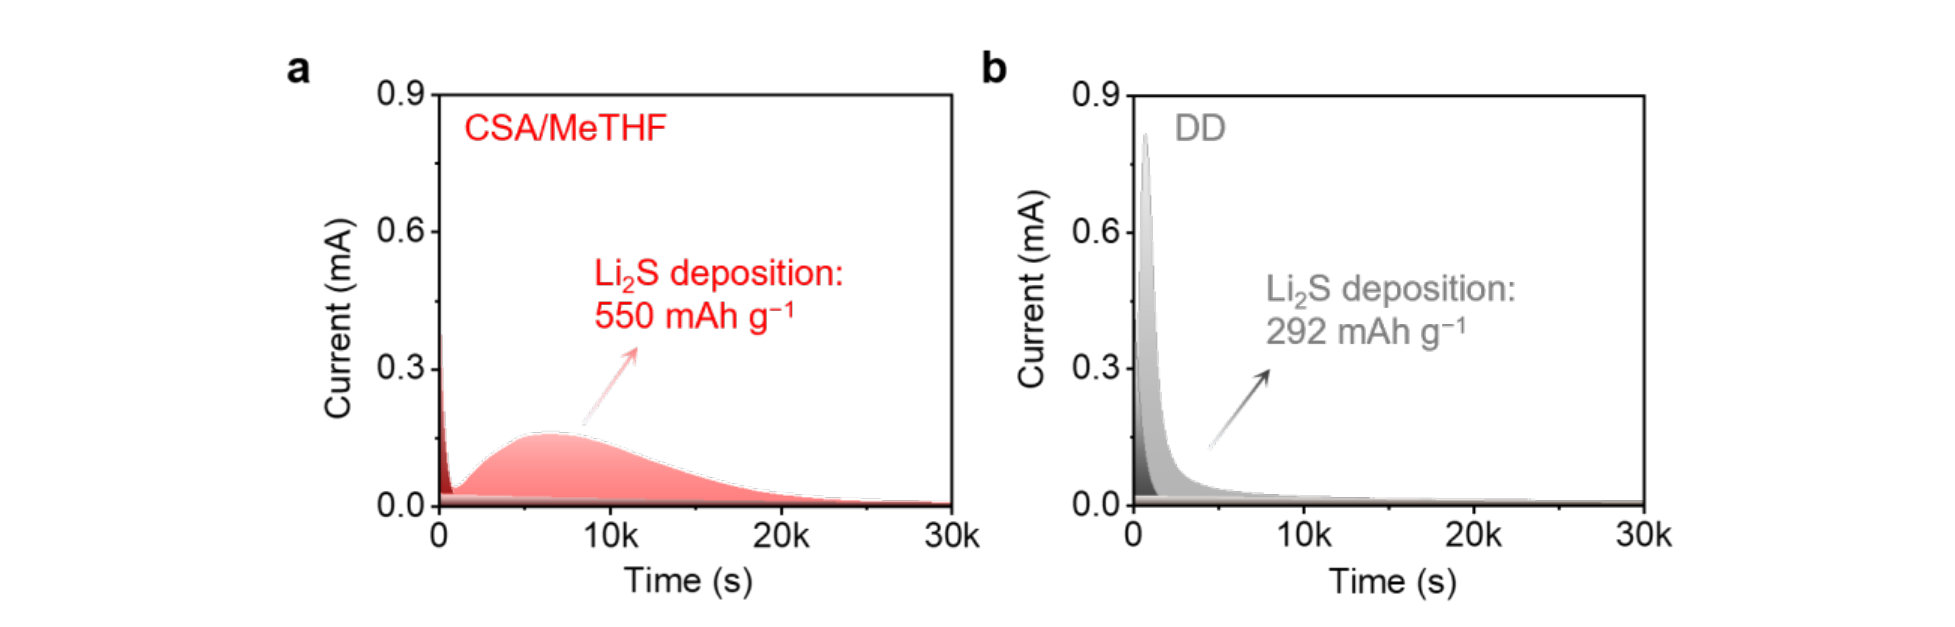 a
CSA/MeTHF
Li₂S deposition:
550 mAh g⁻¹
Current (mA)
0.9
0.6
0.3
0.0
0
10k
20k
30k
Time (s)
b
DD
Li₂S deposition:
292 mAh g⁻¹
Current (mA)
0.9
0.6
0.3
0.0
0
10k
20k
30k
Time (s)